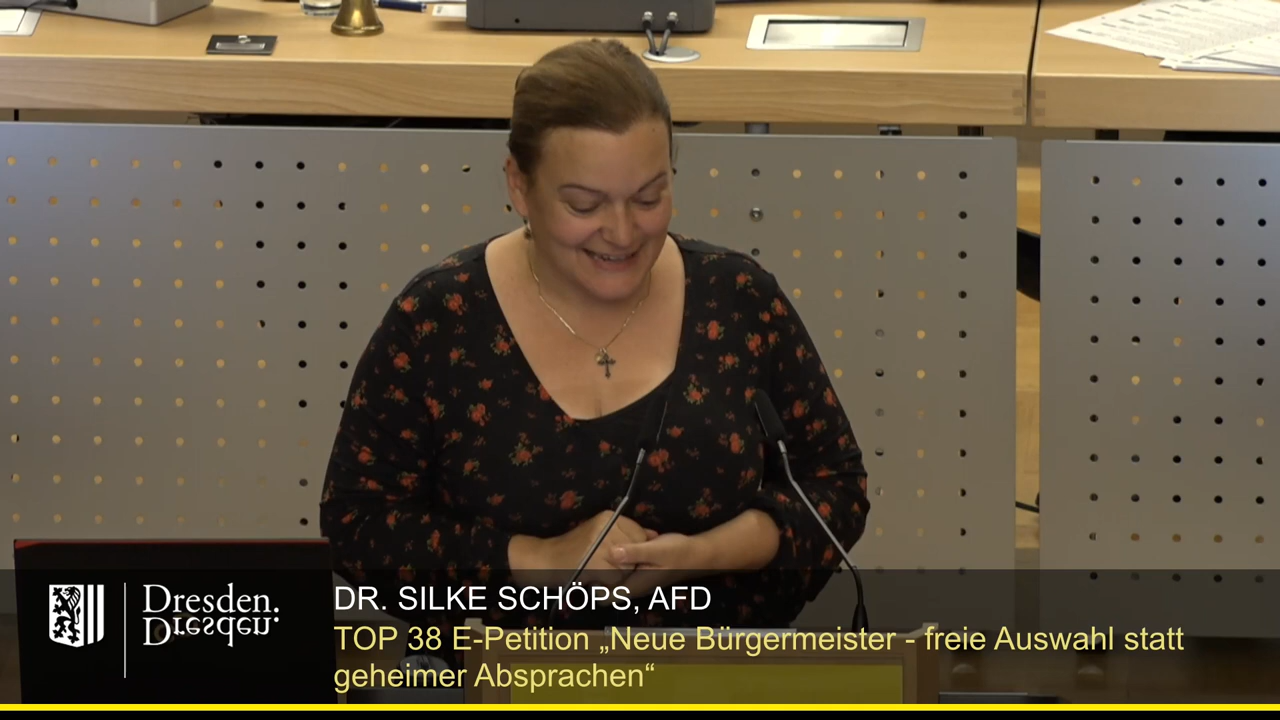 Dresden.
Dresden.
DR. SILKE SCHÖPS, AFD
TOP 38 E-Petition „Neue Bürgermeister - freie Auswahl statt
geheimer Absprachen“